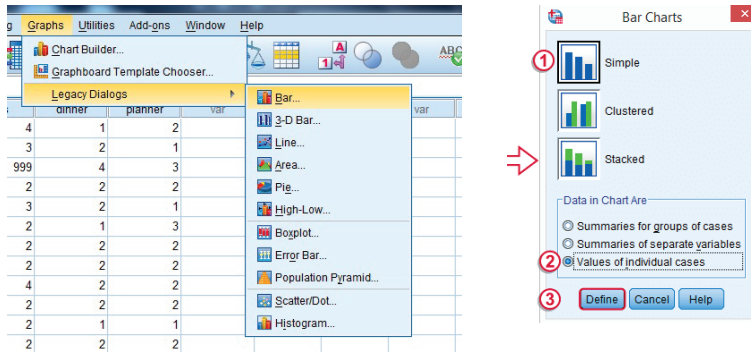 g Graphs Utilities Add-ons Window Help
Chart Builder...
Graphboard Template Chooser...
Legacy Dialogs
A
1
ABC
s dinner planner var var
Bar...
3-D Bar...
Line...
Area...
Pie...
High-Low...
Boxplot...
Error Bar...
Population Pyramid...
Scatter/Dot...
Histogram...
4 1 2
3 2 1
999 4 3
2 2 2
3 2 1
2 1 3
2 2 2
2 2 2
4 2 2
2 2 2
2 1 1
2 2 2
Bar Charts
1 Simple
Clustered
Stacked
Data in Chart Are
Summaries for groups of cases
Summaries of separate variables
2 Values of individual cases
3 Define Cancel Help